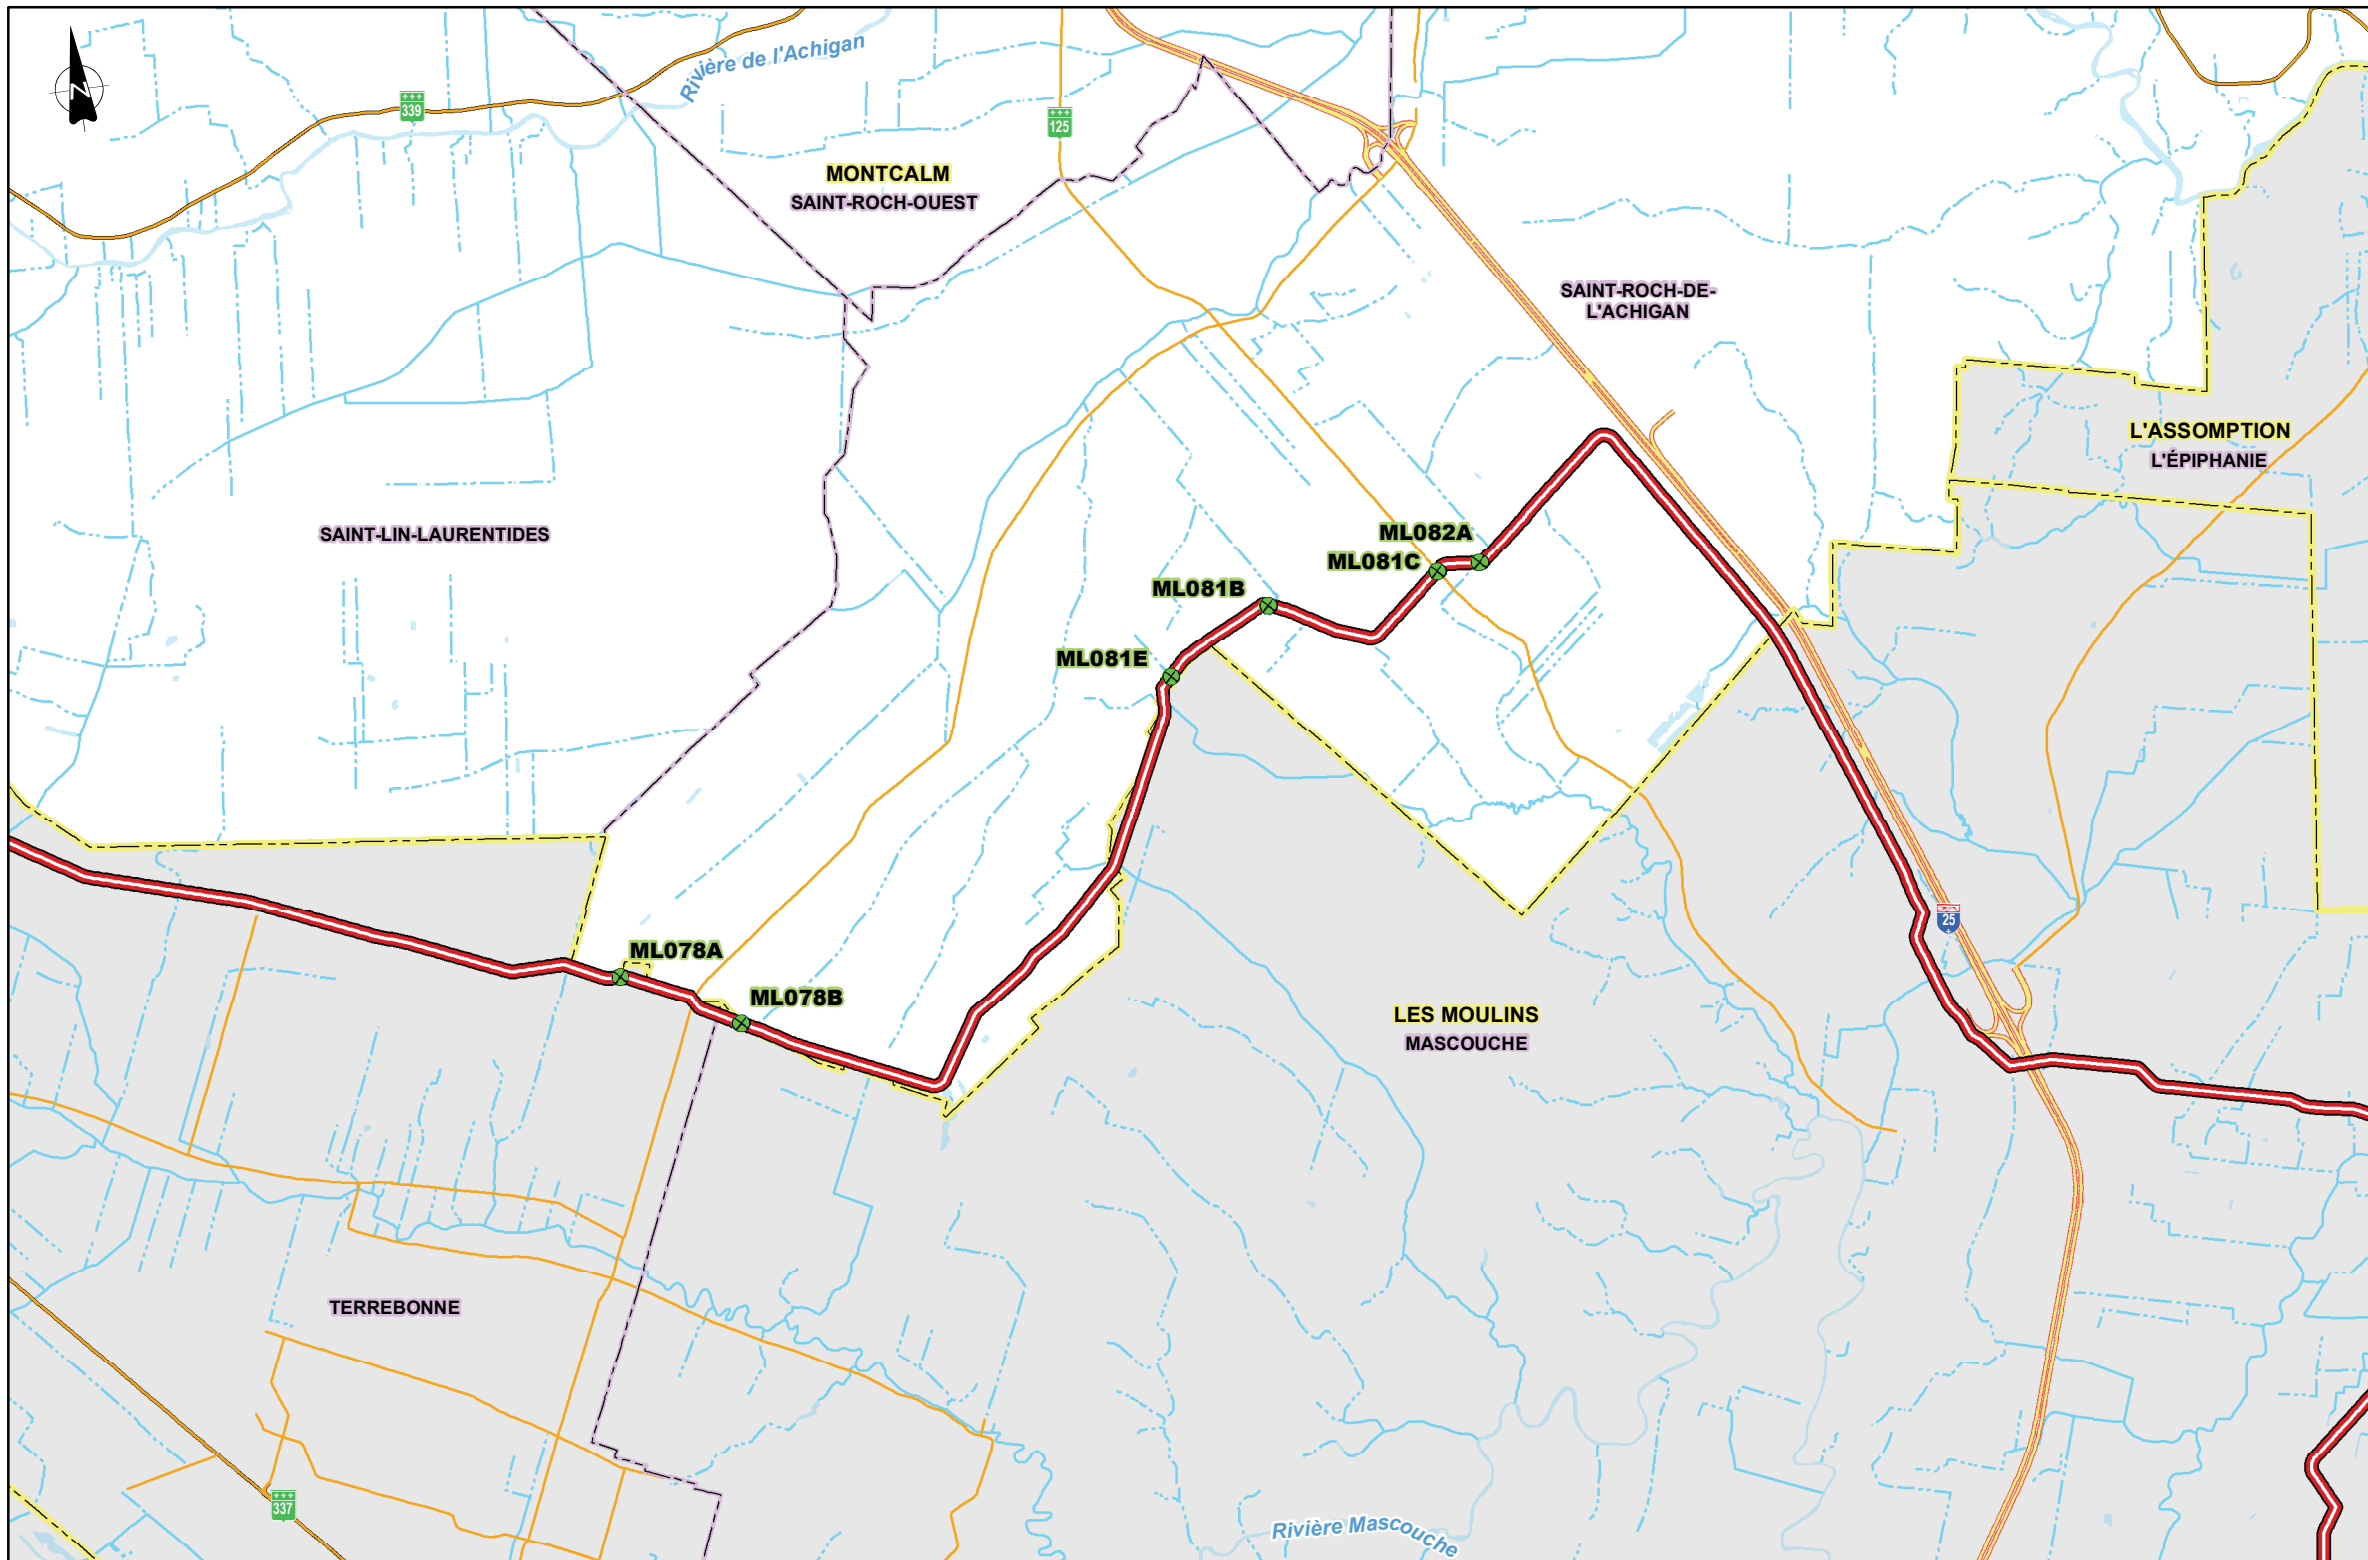 N
Rivière de l'Achigan
339
125
MONTCALM
SAINT-ROCH-OUEST
SAINT-ROCH-DE-
L'ACHIGAN
L'ASSOMPTION
L'ÉPIPHANIE
SAINT-LIN-LAURENTIDES
ML082A
ML081C
ML081B
ML081E
25
ML078A
ML078B
LES MOULINS
MASCOUCHE
TERREBONNE
337
Rivière Mascouche